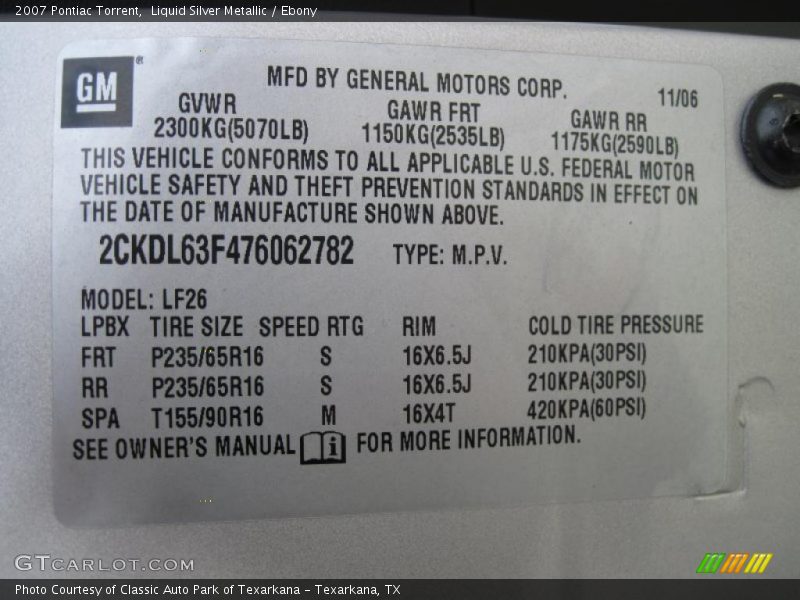 2007 Pontiac Torrent,  Liquid Silver Metallic / Ebony
GM®
MFD BY GENERAL MOTORS CORP.
11/06
GVWR GAWR FRT GAWR RR
2300KG(5070LB) 1150KG(2535LB) 1175KG(2590LB)
THIS VEHICLE CONFORMS TO ALL APPLICABLE U.S. FEDERAL MOTOR
VEHICLE SAFETY AND THEFT PREVENTION STANDARDS IN EFFECT ON
THE DATE OF MANUFACTURE SHOWN ABOVE.
2CKDL63F476062782 TYPE: M.P.V.
MODEL: LF26
LPBX TIRE SIZE SPEED RTG RIM COLD TIRE PRESSURE
FRT P235/65R16 S 16X6.5J 210KPA(30PSI)
RR P235/65R16 S 16X6.5J 210KPA(30PSI)
SPA T155/90R16 M 16X4T 420KPA(60PSI)
SEE OWNER'S MANUAL i FOR MORE INFORMATION.
GTCARLOT.COM
Photo Courtesy of Classic Auto Park of Texarkana – Texarkana, TX